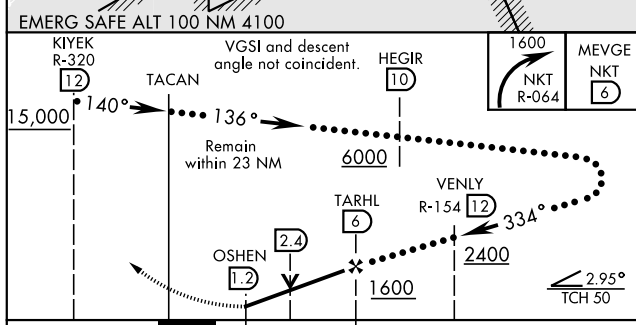 EMERG SAFE ALT 100 NM 4100
KIYEK
R-320
12
TACAN
VGSI and descent
angle not coincident.
HEGIR
10
1600
NKT
R-064
MEVGE
NKT
6
15,000
140°
136°
Remain
within 23 NM
6000
TARHL
6
VENLY
R-154 12
334°
2400
OSHEN
1.2
2.4
1600
2.95°
TCH 50